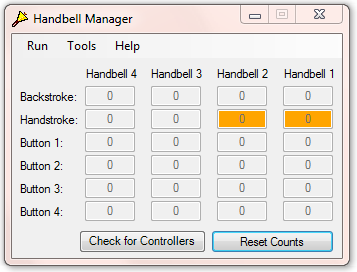 Handbell Manager
Run Tools Help
Handbell 4 Handbell 3 Handbell 2 Handbell 1
Backstroke: 0 0 0 0
Handstroke: 0 0 0 0
Button 1: 0 0 0 0
Button 2: 0 0 0 0
Button 3: 0 0 0 0
Button 4: 0 0 0 0
Check for Controllers Reset Counts